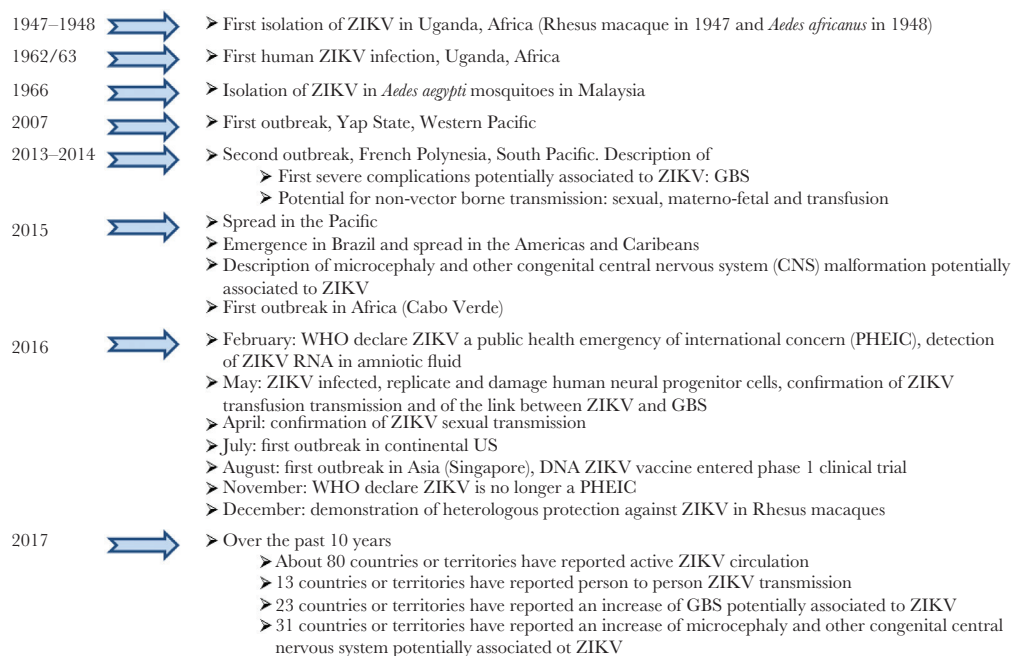 1947–1948 ➤ First isolation of ZIKV in Uganda, Africa (Rhesus macaque in 1947 and Aedes africanus in 1948)
1962/63 ➤ First human ZIKV infection, Uganda, Africa
1966 ➤ Isolation of ZIKV in Aedes aegypti mosquitoes in Malaysia
2007 ➤ First outbreak, Yap State, Western Pacific
2013–2014 ➤ Second outbreak, French Polynesia, South Pacific. Description of
➤ First severe complications potentially associated to ZIKV: GBS
➤ Potential for non-vector borne transmission: sexual, materno-fetal and transfusion
2015 ➤ Spread in the Pacific
➤ Emergence in Brazil and spread in the Americas and Caribeans
➤ Description of microcephaly and other congenital central nervous system (CNS) malformation potentially
associated to ZIKV
➤ First outbreak in Africa (Cabo Verde)
2016 ➤ February: WHO declare ZIKV a public health emergency of international concern (PHEIC), detection
of ZIKV RNA in amniotic fluid
➤ May: ZIKV infected, replicate and damage human neural progenitor cells, confirmation of ZIKV
transfusion transmission and of the link between ZIKV and GBS
➤ April: confirmation of ZIKV sexual transmission
➤ July: first outbreak in continental US
➤ August: first outbreak in Asia (Singapore), DNA ZIKV vaccine entered phase 1 clinical trial
➤ November: WHO declare ZIKV is no longer a PHEIC
➤ December: demonstration of heterologous protection against ZIKV in Rhesus macaques
2017 ➤ Over the past 10 years
➤ About 80 countries or territories have reported active ZIKV circulation
➤ 13 countries or territories have reported person to person ZIKV transmission
➤ 23 countries or territories have reported an increase of GBS potentially associated to ZIKV
➤ 31 countries or territories have reported an increase of microcephaly and other congenital central
nervous system potentially associated ot ZIKV